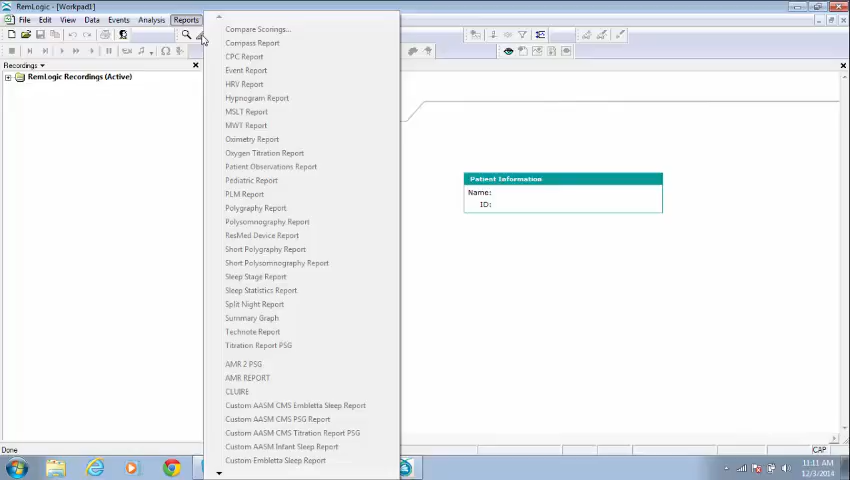 RemLogic - [Workpad1]
File Edit View Data Events Analysis Reports
Recordings
RemLogic Recordings (Active)
Compare Scorings...
Compass Report
CPC Report
Event Report
HRV Report
Hypnogram Report
MSLT Report
MWT Report
Oximetry Report
Oxygen Titration Report
Patient Observations Report
Pediatric Report
PLM Report
Polygraphy Report
Polysomnography Report
ResMed Device Report
Short Polygraphy Report
Short Polysomnography Report
Sleep Stage Report
Sleep Statistics Report
Split Night Report
Summary Graph
Technote Report
Titration Report PSG
AMR 2 PSG
AMR REPORT
CLUIRE
Custom AASM CMS Embletta Sleep Report
Custom AASM CMS PSG Report
Custom AASM CMS Titration Report PSG
Custom AASM Infant Sleep Report
Custom Embletta Sleep Report
Patient Information
Name:
ID:
Done
CAP
11:11 AM
12/3/2014